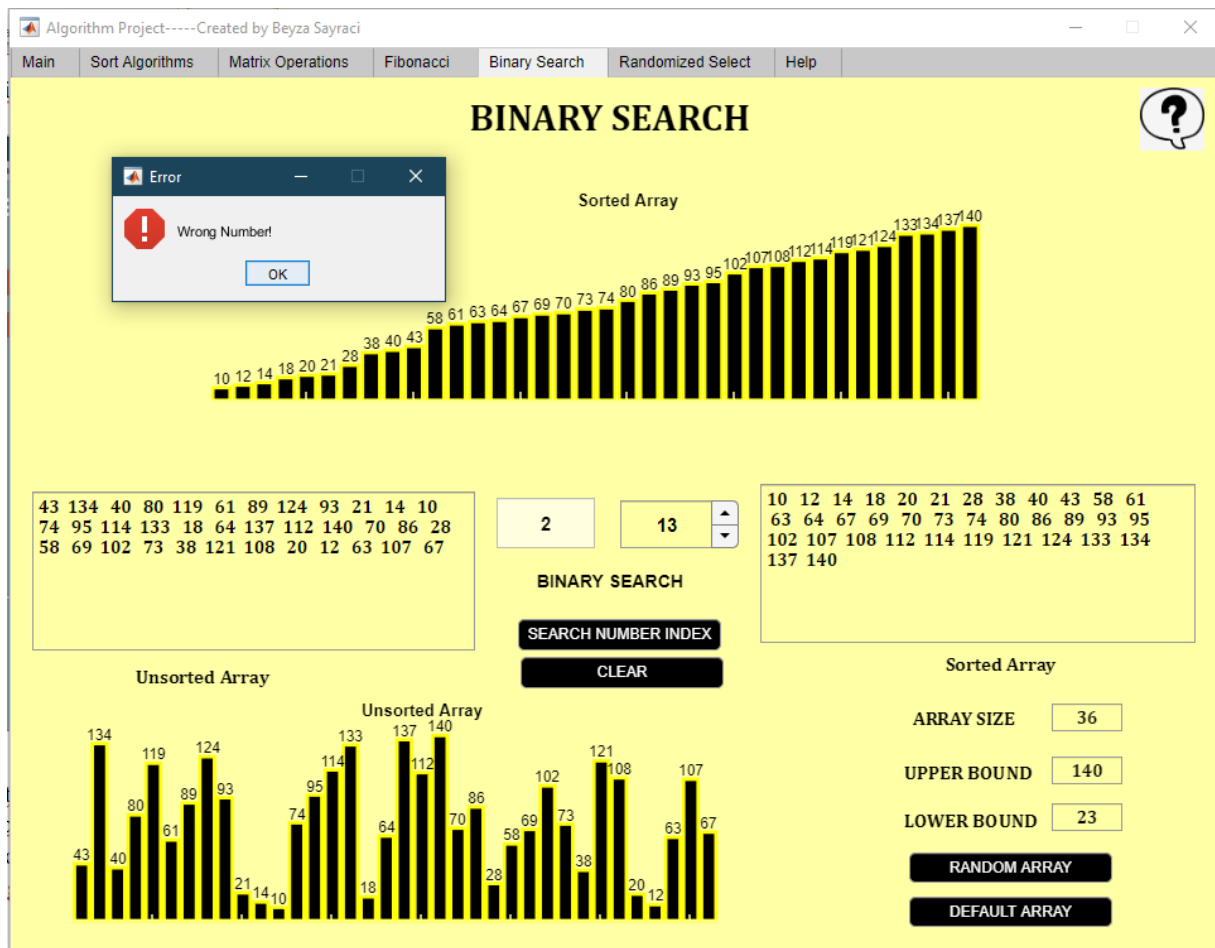 Algorithm Project-----Created by Beyza Sayraci
Main Sort Algorithms Matrix Operations Fibonacci Binary Search Randomized Select Help
BINARY SEARCH
?
Error
Wrong Number!
OK
Sorted Array
10 12 14 18 20 21 28 38 40 43 58 61 63 64 67 69 70 73 74 80 86 89 93 95 102 107 108 112 114 119 121 124 133 134 137 140
43 134 40 80 119 61 89 124 93 21 14 10
74 95 114 133 18 64 137 112 140 70 86 28
58 69 102 73 38 121 108 20 12 63 107 67
2
13
BINARY SEARCH
SEARCH NUMBER INDEX
CLEAR
10 12 14 18 20 21 28 38 40 43 58 61
63 64 67 69 70 73 74 80 86 89 93 95
102 107 108 112 114 119 121 124 133 134
137 140
Unsorted Array
Sorted Array
Unsorted Array
43 134 40 80 119 61 89 124 93 21 14 10 74 95 114 133 18 64 137 112 140 70 86 28 58 69 102 73 38 121 108 20 12 63 107 67
ARRAY SIZE 36
UPPER BOUND 140
LOWER BOUND 23
RANDOM ARRAY
DEFAULT ARRAY